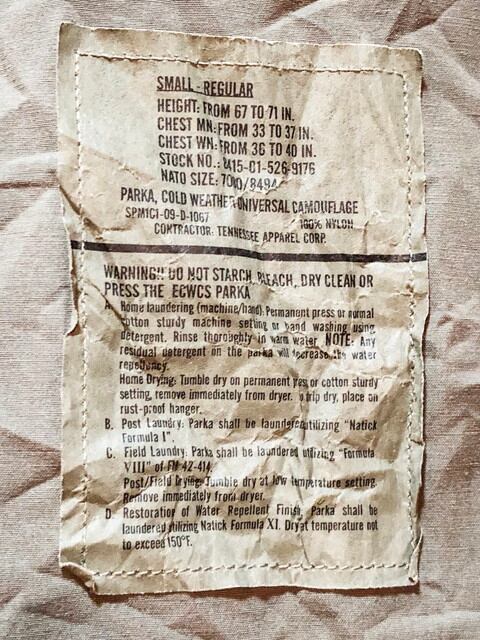 SMALL - REGULAR
HEIGHT: FROM 67 TO 71 IN.
CHEST MN: FROM 33 TO 37 IN.
CHEST WN: FROM 36 TO 40 IN.
STOCK NO.: 8415-01-526-9176
NATO SIZE: 7080/8494
PARKA, COLD WEATHER UNIVERSAL CAMOUFLAGE
SPM1C1-09-D-1067 100% NYLON
CONTRACTOR: TENNESSEE APPAREL CORP.
WARNING!! DO NOT STARCH, BLEACH, DRY CLEAN OR
PRESS THE ECWCS PARKA
A. Home laundering (machine/hand): Permanent press or normal
cotton sturdy machine setting or hand washing using
detergent. Rinse thoroughly in warm water. NOTE: Any
residual detergent on the parka will decrease the water
repellency.
Home Drying: Tumble dry on permanent press or cotton sturdy
setting, remove immediately from dryer. To drip dry, place on
rust-proof hanger.
B. Post Laundry: Parka shall be laundered utilizing "Natick
Formula I".
C. Field Laundry: Parka shall be laundered utilizing "Formula
VIII" of FM 42-414.
Post/Field Drying: Tumble dry at low temperature setting.
Remove immediately from dryer.
D. Restoration of Water Repellent Finish: Parka shall be
laundered utilizing Natick Formula XI. Dry at temperature not
to exceed 150°F.